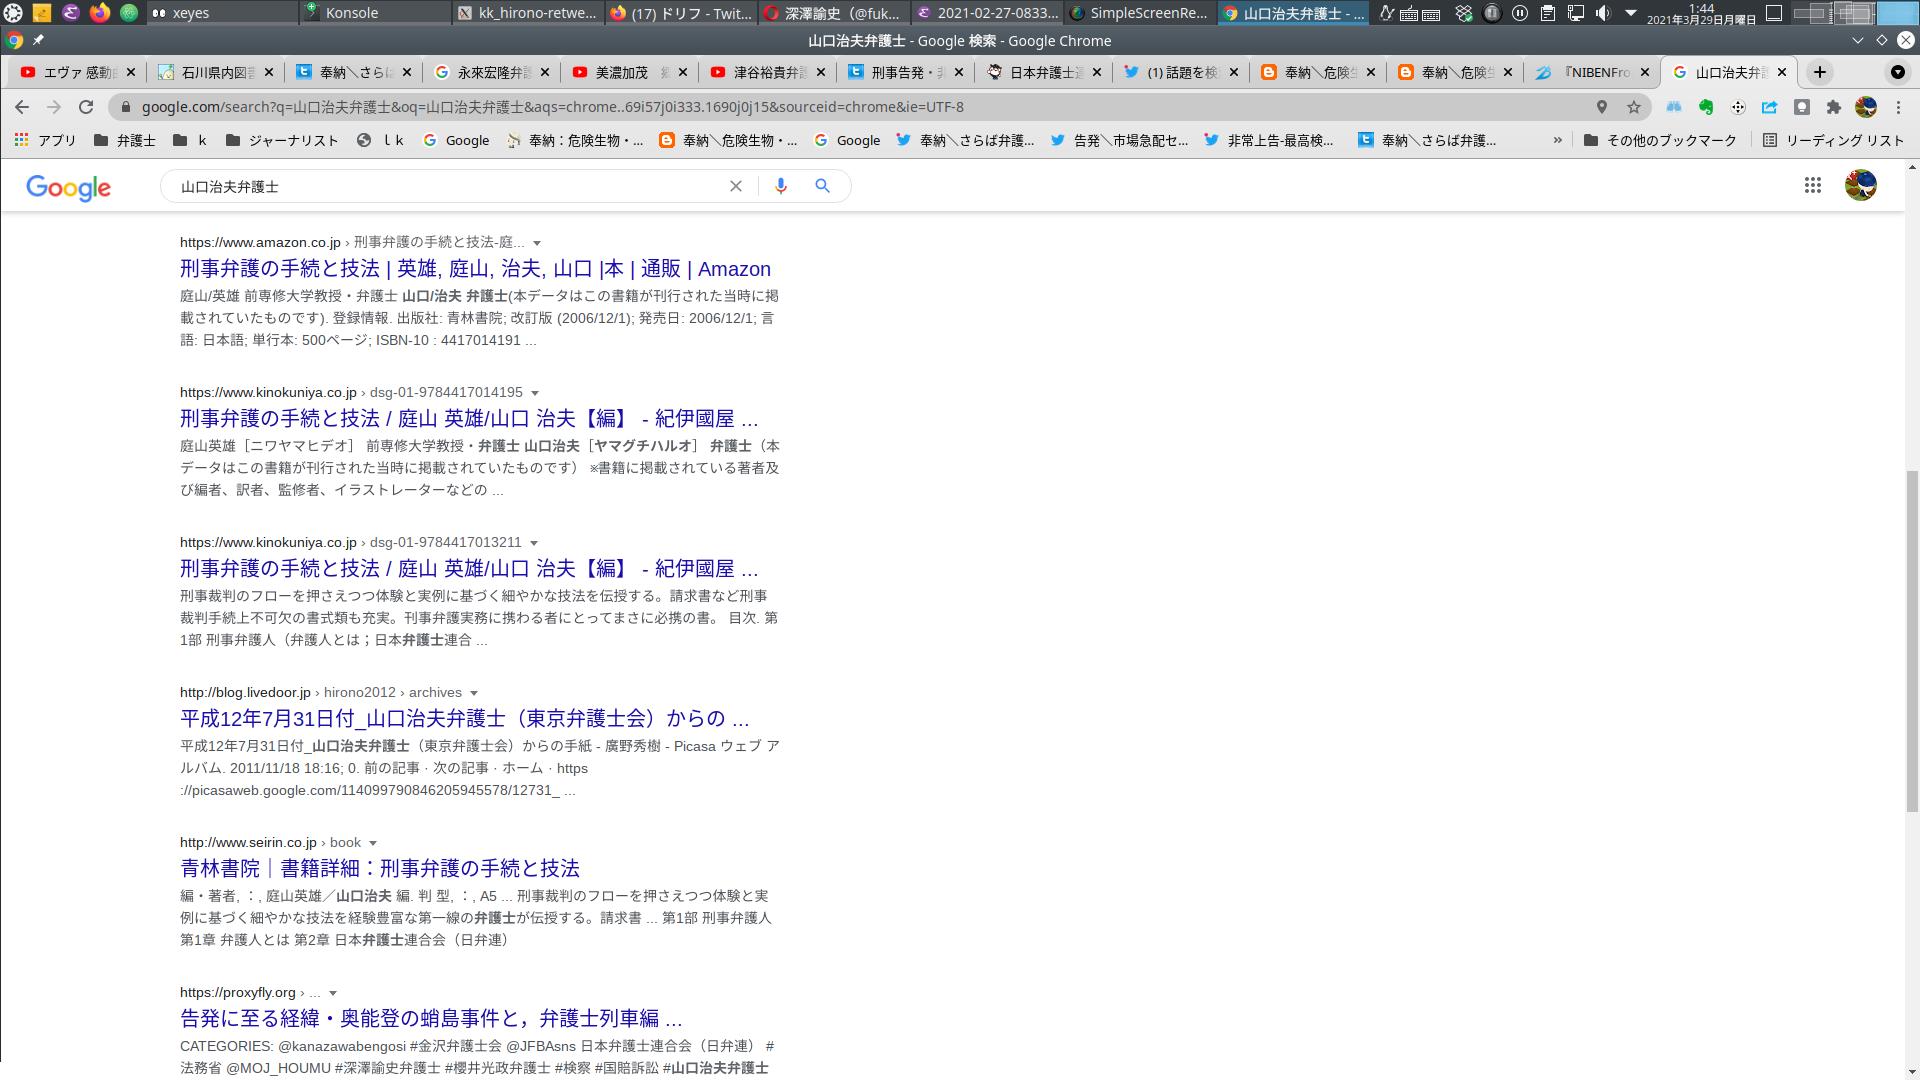 xeyes
Konsole
kk_hirono-retwe...
(17) ドリフ - Twit...
深澤諭史（@fuk...
2021-02-27-0833...
SimpleScreenRe...
山口治夫弁護士 - ...
1:44
2021年3月29日月曜日
山口治夫弁護士 - Google 検索 - Google Chrome
エヴァ 感動
石川県内図
奉納＼さらば
永來宏隆弁護
美濃加茂
津谷裕貴弁護
刑事告発・非
日本弁護士連
(1) 話題を検
奉納＼危険生
奉納＼危険生
『NIBENFro
山口治夫弁護
google.com/search?q=山口治夫弁護士&oq=山口治夫弁護士&aqs=chrome..69i57j0i333.1690j0j15&sourceid=chrome&ie=UTF-8
アプリ
弁護士
k
ジャーナリスト
l k
Google
奉納：危険生物・...
奉納＼危険生物・...
Google
奉納＼さらば弁護...
告発＼市場急配セ...
非常上告-最高検...
奉納＼さらば弁護...
»
その他のブックマーク
リーディング リスト
Google
山口治夫弁護士
https://www.amazon.co.jp › 刑事弁護の手続と技法-庭...
刑事弁護の手続と技法 | 英雄, 庭山, 治夫, 山口 |本 | 通販 | Amazon
庭山/英雄 前専修大学教授・弁護士 山口/治夫 弁護士(本データはこの書籍が刊行された当時に掲
載されていたものです). 登録情報. 出版社: 青林書院; 改訂版 (2006/12/1); 発売日: 2006/12/1; 言
語: 日本語; 単行本: 500ページ; ISBN-10 : 4417014191 ...
https://www.kinokuniya.co.jp › dsg-01-9784417014195
刑事弁護の手続と技法 / 庭山 英雄/山口 治夫【編】 - 紀伊國屋 ...
庭山英雄［ニワヤマヒデオ］ 前専修大学教授・弁護士 山口治夫［ヤマグチハルオ］ 弁護士（本
データはこの書籍が刊行された当時に掲載されていたものです） ※書籍に掲載されている著者及
び編者、訳者、監修者、イラストレーターなどの ...
https://www.kinokuniya.co.jp › dsg-01-9784417013211
刑事弁護の手続と技法 / 庭山 英雄/山口 治夫【編】 - 紀伊國屋 ...
刑事裁判のフローを押さえつつ体験と実例に基づく細やかな技法を伝授する。請求書など刑事
裁判手続上不可欠の書式類も充実。刊事弁護実務に携わる者にとってまさに必携の書。 目次. 第
1部 刑事弁護人（弁護人とは；日本弁護士連合 ...
http://blog.livedoor.jp › hirono2012 › archives
平成12年7月31日付_山口治夫弁護士（東京弁護士会）からの ...
平成12年7月31日付_山口治夫弁護士（東京弁護士会）からの手紙 - 廣野秀樹 - Picasa ウェブ ア
ルバム. 2011/11/18 18:16; 0. 前の記事 · 次の記事 · ホーム · https
://picasaweb.google.com/114099790846205945578/12731_ ...
http://www.seirin.co.jp › book
青林書院｜書籍詳細：刑事弁護の手続と技法
編・著者, ：, 庭山英雄／山口治夫 編. 判 型, ：, A5 ... 刑事裁判のフローを押さえつつ体験と実
例に基づく細やかな技法を経験豊富な第一線の弁護士が伝授する。請求書 ... 第1部 刑事弁護人
第1章 弁護人とは 第2章 日本弁護士連合会（日弁連）
https://proxyfly.org › ...
告発に至る経緯・奥能登の蛸島事件と，弁護士列車編 ...
CATEGORIES: @kanazawabengosi #金沢弁護士会 @JFBAsns 日本弁護士連合会（日弁連） #
法務省 @MOJ_HOUMU #深澤諭史弁護士 #櫻井光政弁護士 #検察 #国賠訴訟 #山口治夫弁護士